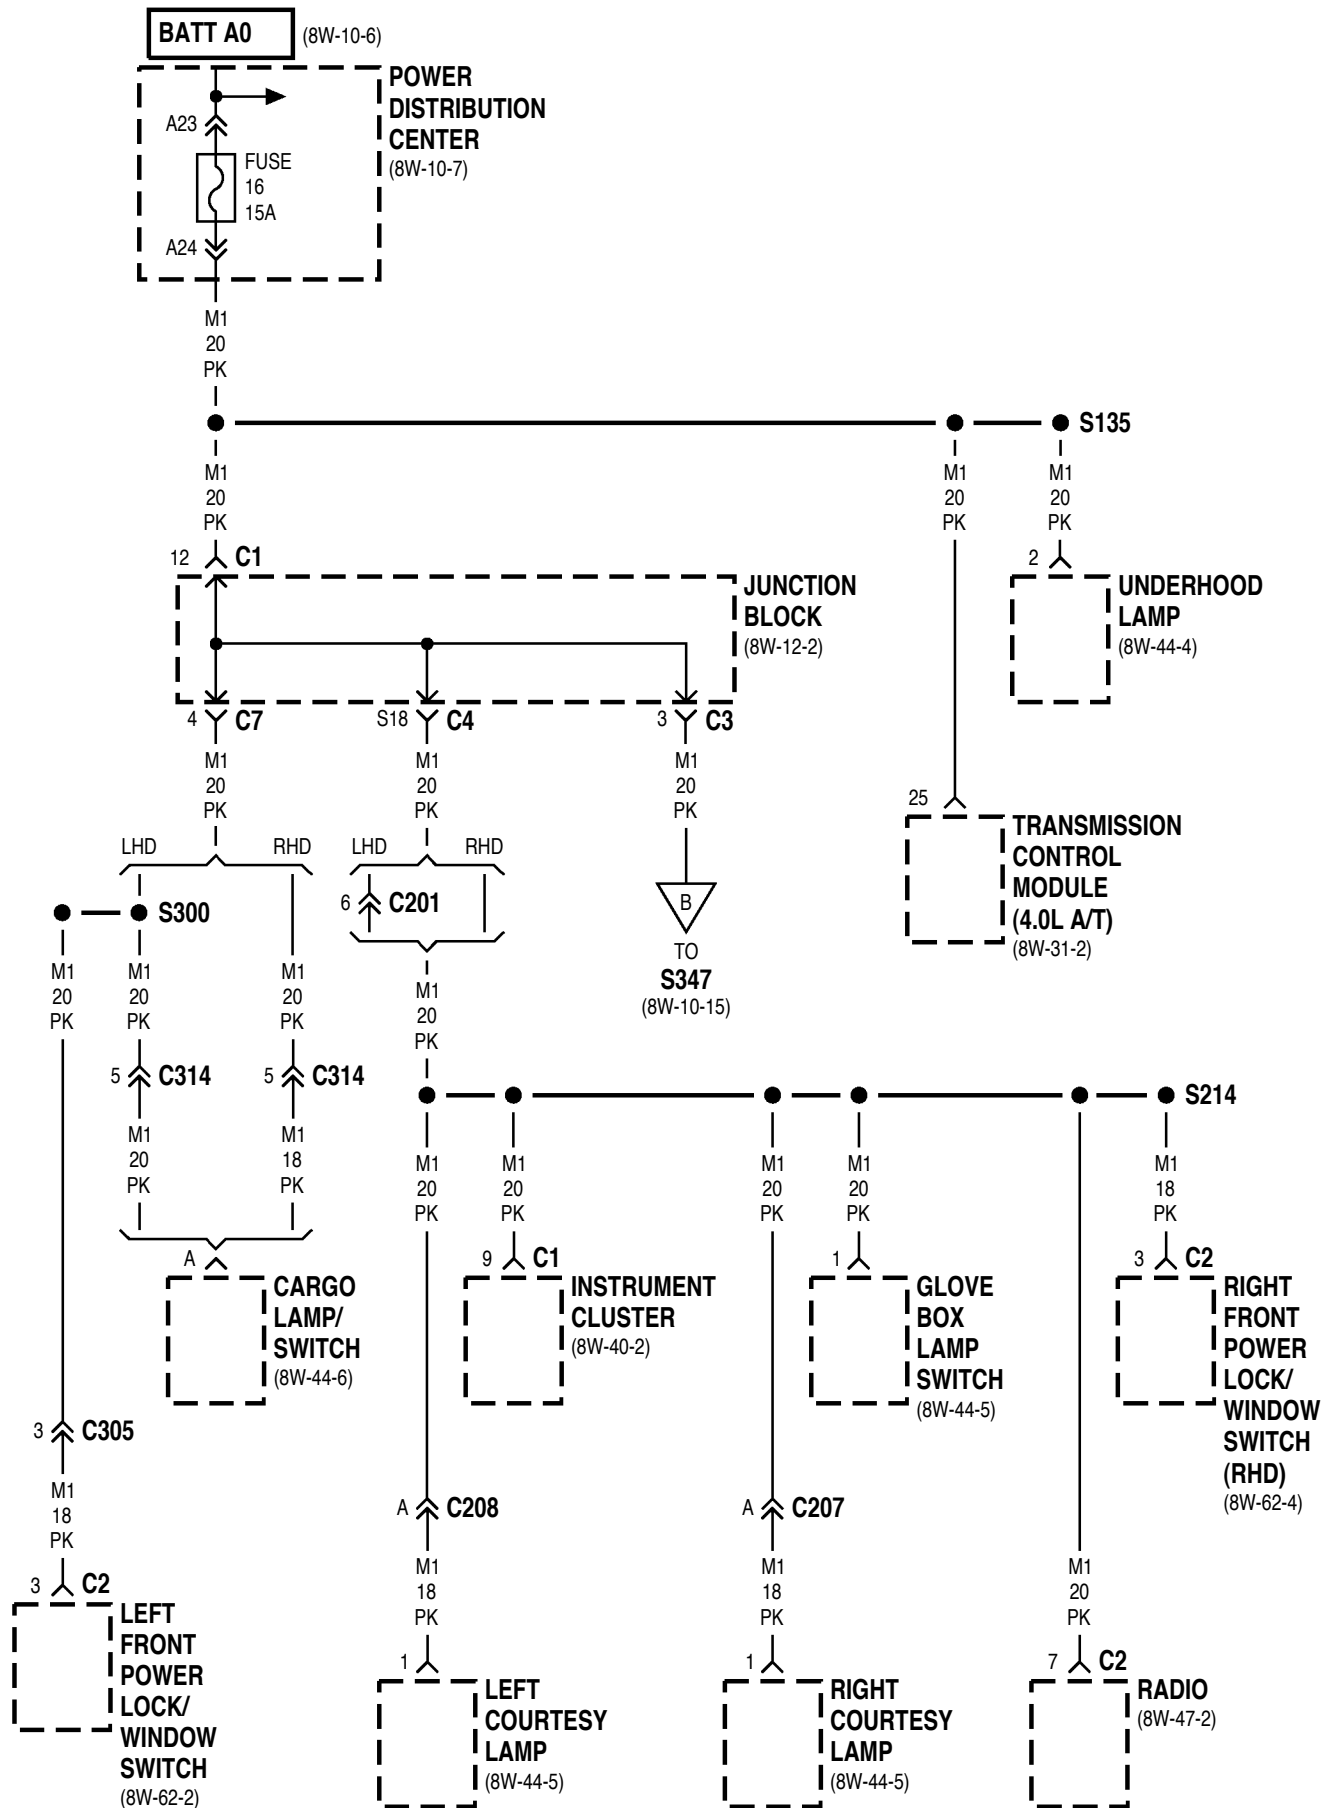 BATT A0 (8W-10-6)
POWER
DISTRIBUTION
CENTER
(8W-10-7)
A23
FUSE
16
15A
A24
M1
20
PK
S135
M1
20
PK
M1
20
PK
M1
20
PK
12 C1
2
JUNCTION
BLOCK
(8W-12-2)
UNDERHOOD
LAMP
(8W-44-4)
4 C7
S18 C4
3 C3
M1
20
PK
M1
20
PK
M1
20
PK
25
TRANSMISSION
CONTROL
MODULE
(4.0L A/T)
(8W-31-2)
LHD RHD
LHD RHD
6 C201
B
TO
S347
(8W-10-15)
S300
M1
20
PK
M1
20
PK
M1
20
PK
M1
20
PK
5 C314
5 C314
S214
M1
20
PK
M1
18
PK
M1
20
PK
M1
20
PK
M1
20
PK
M1
20
PK
M1
18
PK
A
CARGO
LAMP/
SWITCH
(8W-44-6)
9 C1
INSTRUMENT
CLUSTER
(8W-40-2)
1
GLOVE
BOX
LAMP
SWITCH
(8W-44-5)
3 C2
RIGHT
FRONT
POWER
LOCK/
WINDOW
SWITCH
(RHD)
(8W-62-4)
3 C305
M1
18
PK
3 C2
LEFT
FRONT
POWER
LOCK/
WINDOW
SWITCH
(8W-62-2)
A C208
M1
18
PK
1
LEFT
COURTESY
LAMP
(8W-44-5)
A C207
M1
18
PK
1
RIGHT
COURTESY
LAMP
(8W-44-5)
M1
20
PK
7 C2
RADIO
(8W-47-2)